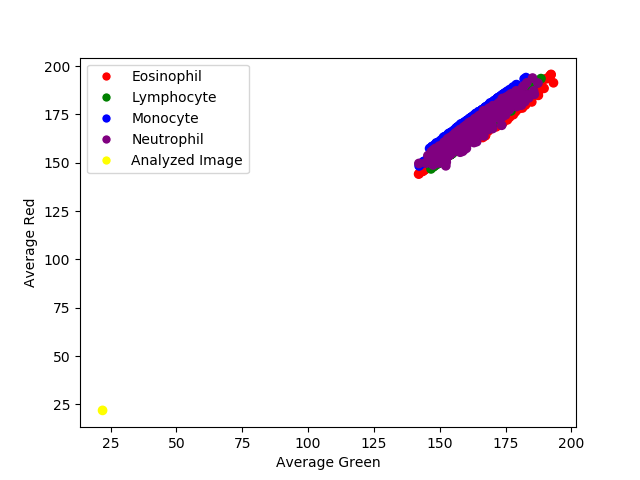 200
175
150
125
100
75
50
25
Average Red
Eosinophil
Lymphocyte
Monocyte
Neutrophil
Analyzed Image
25 50 75 100 125 150 175 200
Average Green